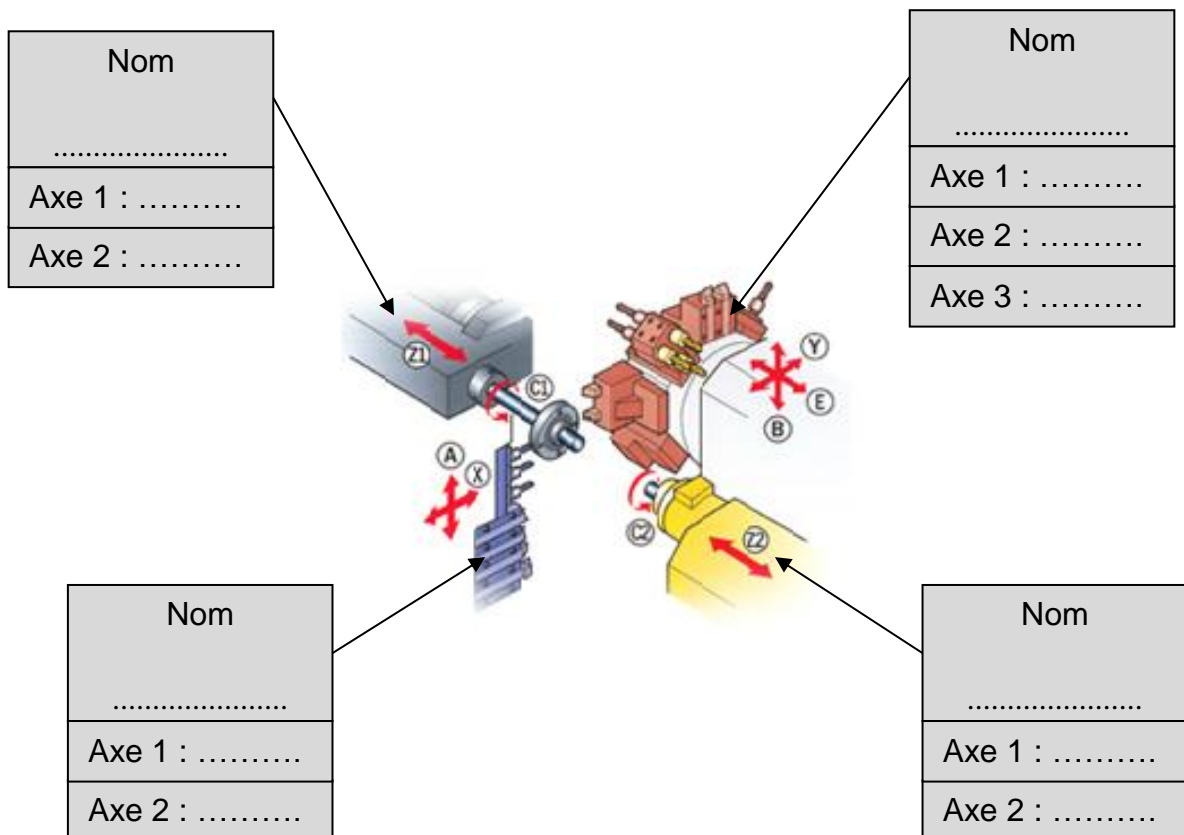 Nom
......................
Axe 1 : ……….
Axe 2 : ……….
Nom
......................
Axe 1 : ……….
Axe 2 : ……….
Axe 3 : ……….
Z1
C1
A
X
Y
E
B
C2
Z2
Nom
......................
Axe 1 : ……….
Axe 2 : ……….
Nom
......................
Axe 1 : ……….
Axe 2 : ……….